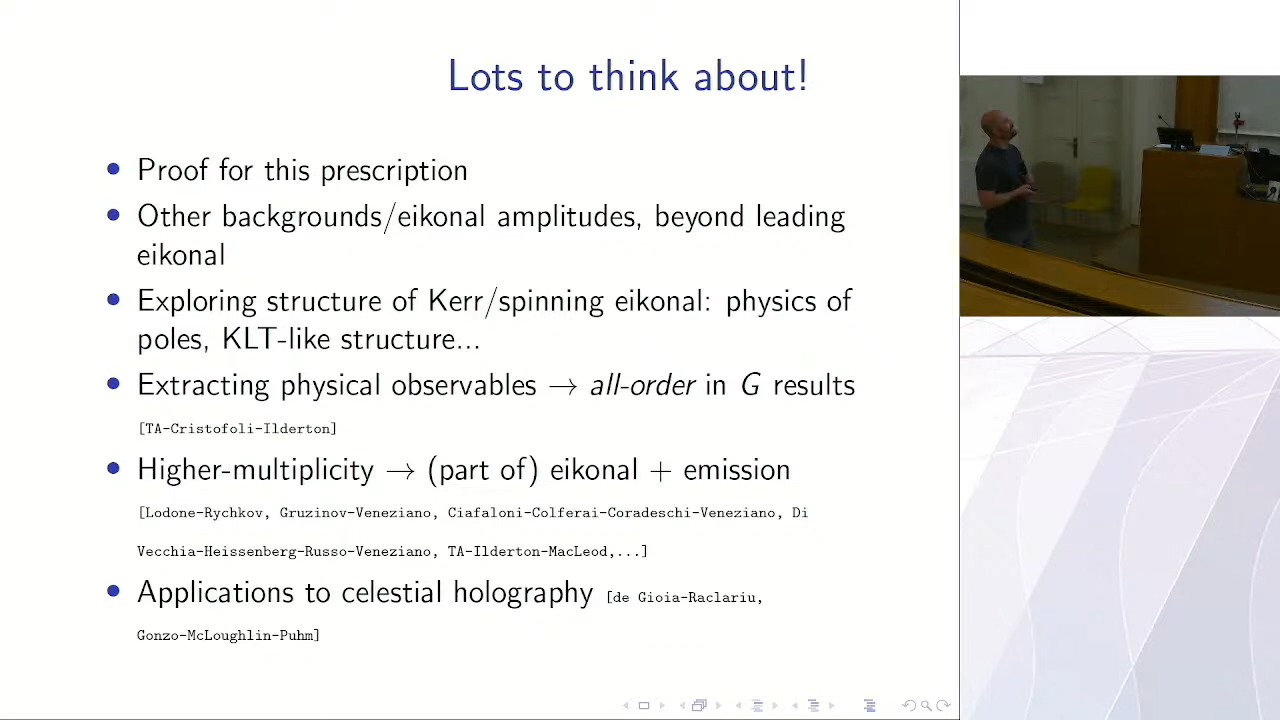 Lots to think about!
• Proof for this prescription
• Other backgrounds/eikonal amplitudes, beyond leading
eikonal
• Exploring structure of Kerr/spinning eikonal: physics of
poles, KLT-like structure...
• Extracting physical observables → all-order in G results
[TA-Cristofoli-Ilderton]
• Higher-multiplicity → (part of) eikonal + emission
[Lodone-Rychkov, Gruzinov-Veneziano, Ciafaloni-Colferai-Coradeschi-Veneziano, Di
Vecchia-Heissenberg-Russo-Veneziano, TA-Ilderton-MacLeod,...]
• Applications to celestial holography [de Gioia-Raclariu,
Gonzo-McLoughlin-Puhm]